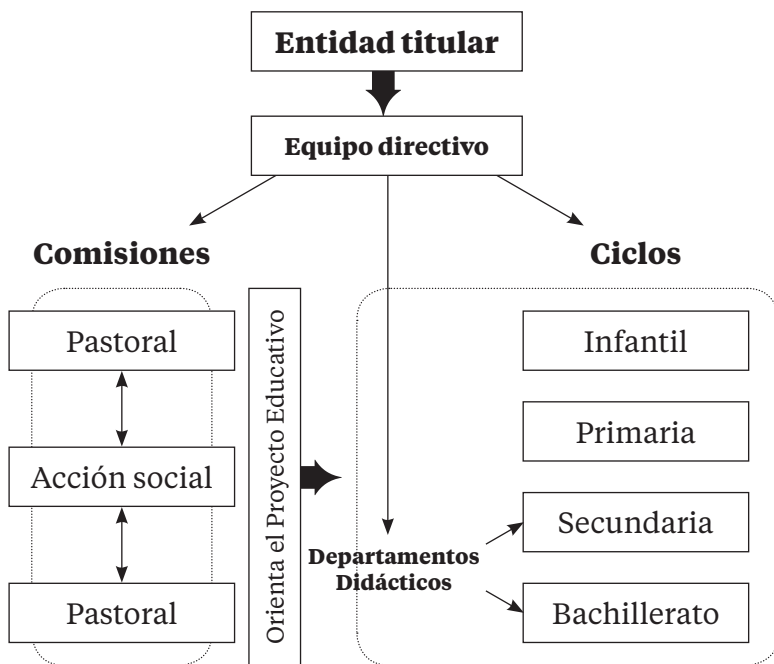 Entidad titular
Equipo directivo
Comisiones
Ciclos
Pastoral
Acción social
Pastoral
Orienta el Proyecto Educativo
Infantil
Primaria
Secundaria
Bachillerato
Departamentos
Didácticos